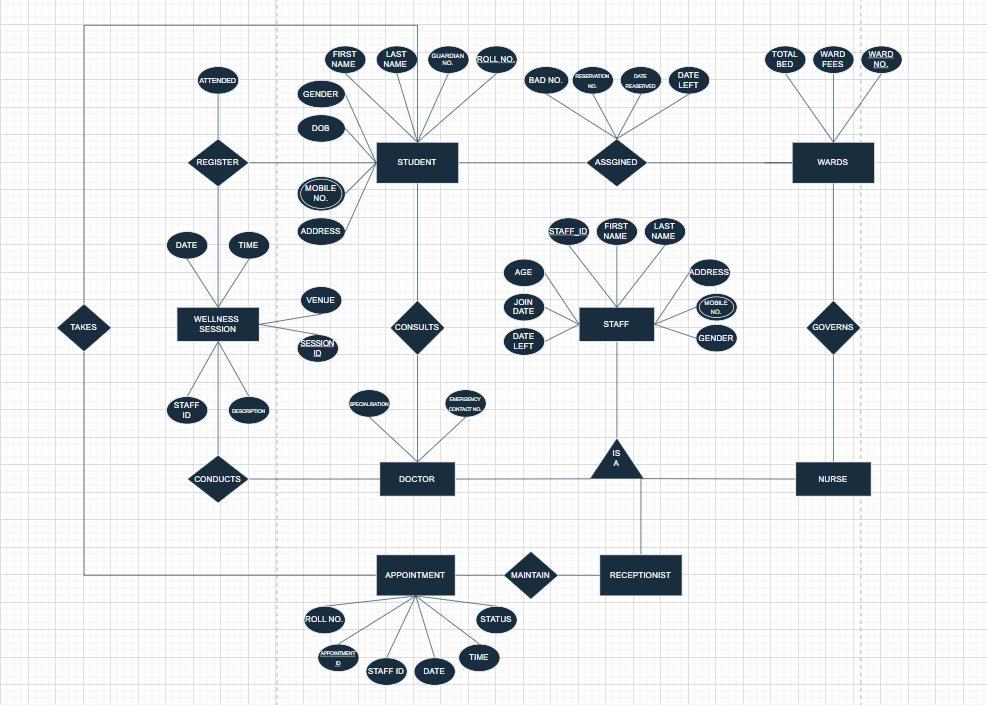 FIRST
NAME
LAST
NAME
GUARDIAN
NO.
ROLL NO.
TOTAL
BED
WARD
FEES
WARD
NO.
ATTENDED
GENDER
BAD NO.
RESERVATION
NO.
DATE
REASERVED
DATE
LEFT
DOB
REGISTER
STUDENT
ASSGINED
WARDS
MOBILE
NO.
ADDRESS
STAFF_ID
FIRST
NAME
LAST
NAME
DATE
TIME
AGE
ADDRESS
VENUE
JOIN
DATE
MOBILE
NO.
WELLNESS
SESSION
STAFF
TAKES
CONSULTS
GOVERNS
SESSION
ID
DATE
LEFT
GENDER
STAFF
ID
DESCRIPTION
SPECIALISATION
EMERGENCY
CONTACT NO.
IS
A
CONDUCTS
DOCTOR
NURSE
APPOINTMENT
MAINTAIN
RECEPTIONIST
ROLL NO.
STATUS
APPOINTMENT
ID
STAFF ID
DATE
TIME